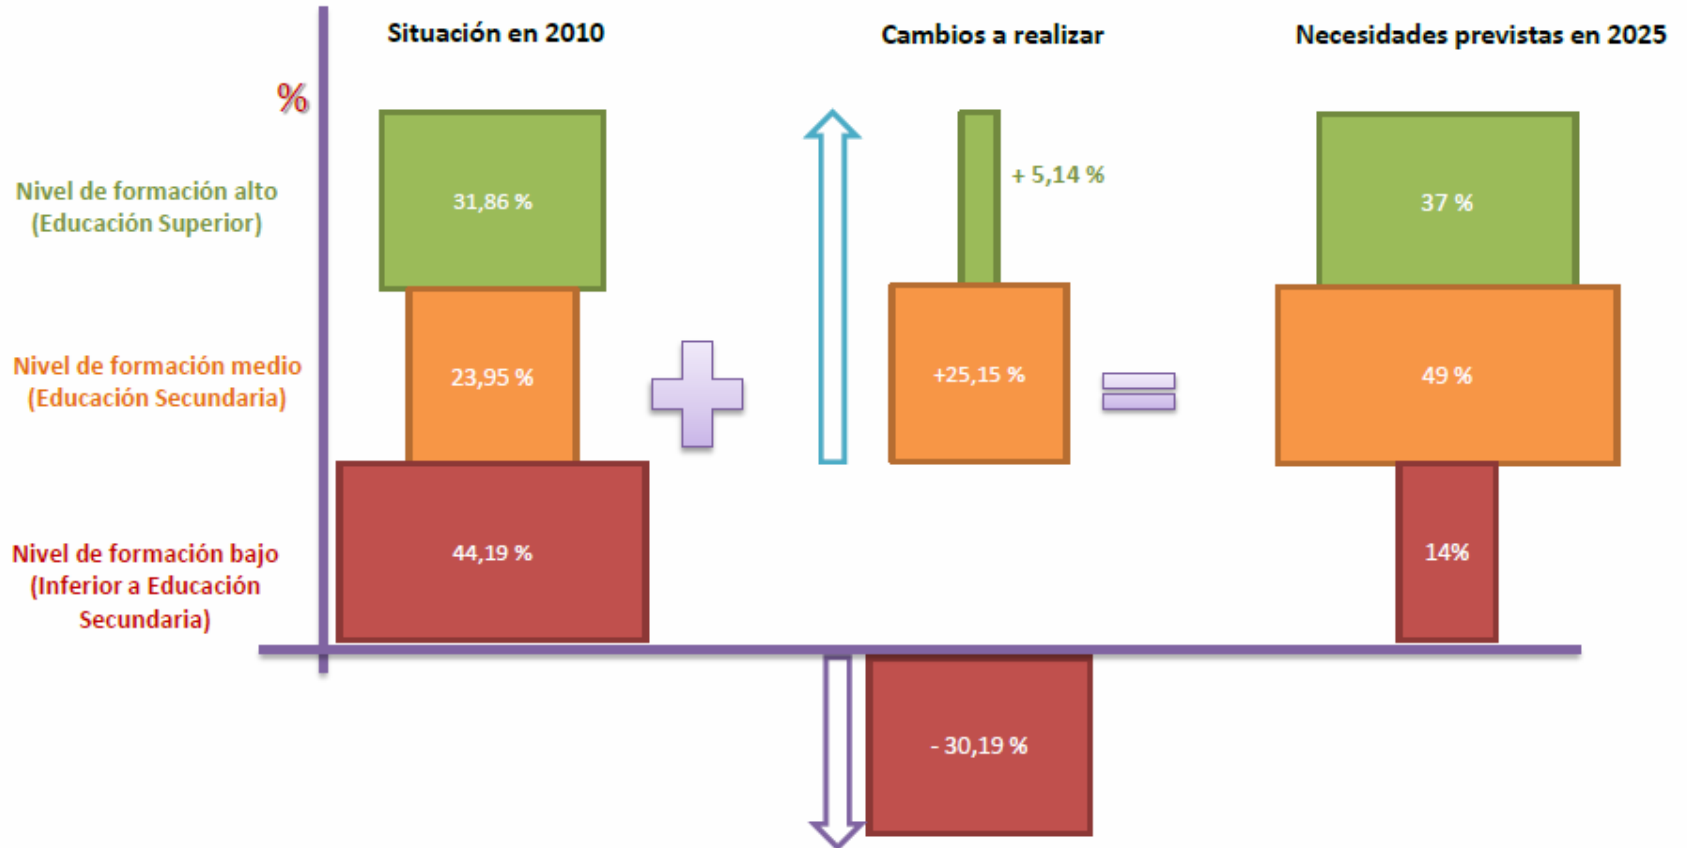 Situación en 2010
Cambios a realizar
Necesidades previstas en 2025
%
Nivel de formación alto
(Educación Superior)
31,86 %
+ 5,14 %
37 %
Nivel de formación medio
(Educación Secundaria)
23,95 %
+25,15 %
49 %
Nivel de formación bajo
(Inferior a Educación
Secundaria)
44,19 %
14%
- 30,19 %